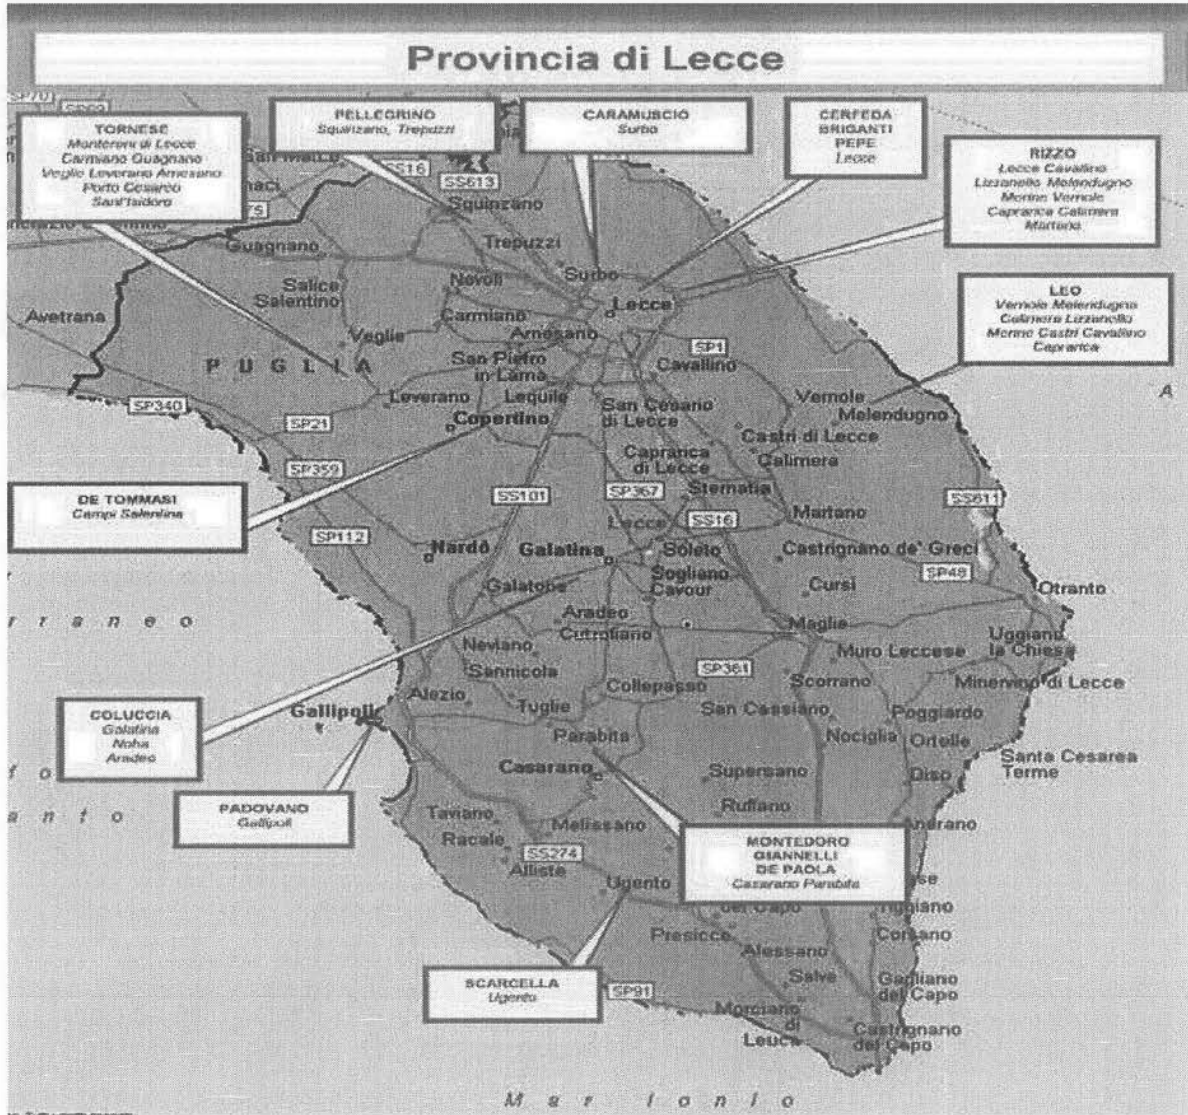 Provincia di Lecce
SP70
TORNESE
Monteroni di Lecce
Carmiano Guagnano
Veglie Leverano Arnesano
Porto Cesareo
Sant'Isidoro
PELLEGRINO
Squinzano, Trepuzzi
CARAMUSCIO
Surbo
CERFEDA
BRIGANTI
PEPE
Lecce
RIZZO
Lecce Cavallino
Lizzanello Melendugno
Merine Vernole
Caprarica Calimera
Martano
LEO
Vernole Melendugno
Calimera Lizzanello
Merine Castri Cavallino
Caprarica
SS16
SS613
Squinzano
Guagnano
Trepuzzi
Surbo
Salice
Salentino
Novoli
Lecce
Avetrana
Carmiano
Veglie
Arnesano
SP1
PUGLIA
San Pietro
in Lama
Cavallino
A
SP340
Leverano
Lequile
Vernole
San Cesario
di Lecce
Melendugno
SP21
Copertino
Castri di Lecce
Caprarica
di Lecce
Calimera
SP359
DE TOMMASI
Campi Salentina
SS101
SP367
Sternatia
SS611
Lecce
SS16
Martano
SP112
Nardò
Galatina
Soleto
Castrignano de' Greci
Sogliano
Cavour
SP48
Galatone
Cursi
Otranto
rraneo
Aradeo
Cutrofiano
Maglie
Uggiano
la Chiesa
Neviano
Muro Leccese
Sannicola
SP361
Scorrano
Minervino di Lecce
Alezio
Collepasso
COLUCCIA
Galatina
Noha
Aradeo
Gallipoli
Tuglie
San Cassiano
Poggiardo
Parabita
Nociglia
Ortelle
Santa Cesarea
Terme
Casarano
Supersano
Diso
PADOVANO
Gallipoli
anto
Taviano
Melissano
Ruffano
Andrano
Racale
SS274
MONTEDORO
GIANNELLI
DE PAOLA
Casarano Parabita
Alliste
Ugento
del Capo
Tiggiano
Presicce
Corsano
Alessano
SCARCELLA
Ugento
SP91
Salve
Gagliano
del Capo
Morciano
di
Leuca
Castrignano
del Capo
Mar Ionio